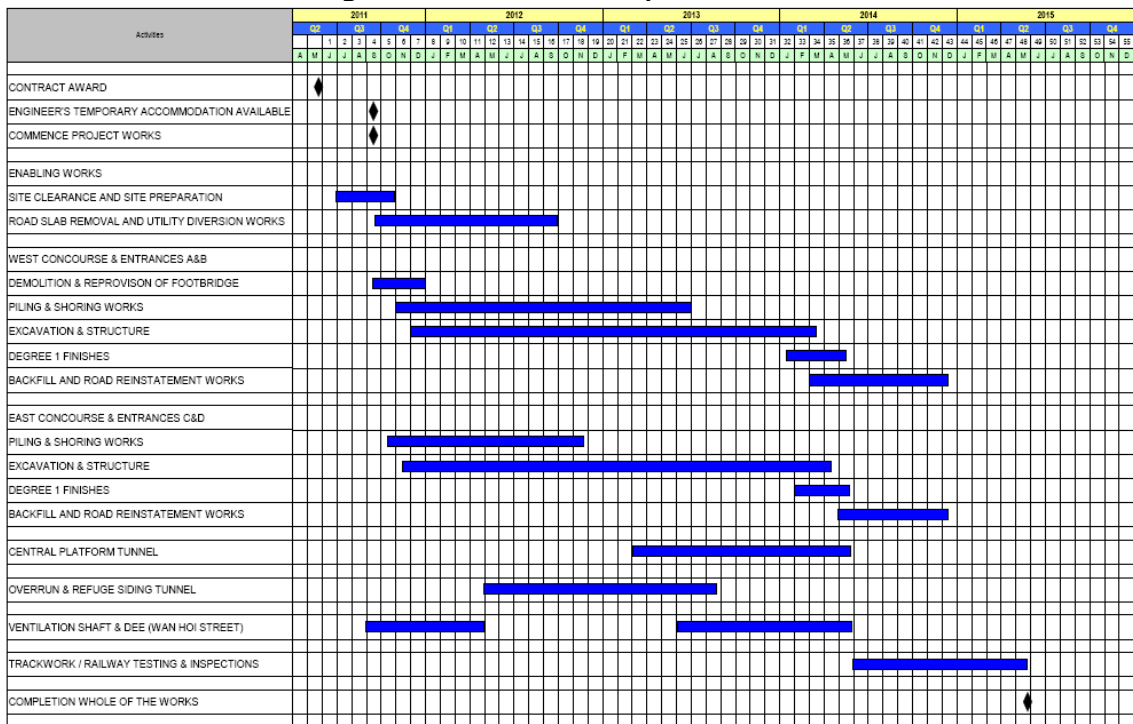 Activities
2011 2012 2013 2014 2015
Q2 Q3 Q4 Q1 Q2 Q3 Q4 Q1 Q2 Q3 Q4 Q1 Q2 Q3 Q4 Q1 Q2 Q3 Q4
1 2 3 4 5 6 7 8 9 10 11 12 13 14 15 16 17 18 19 20 21 22 23 24 25 26 27 28 29 30 31 32 33 34 35 36 37 38 39 40 41 42 43 44 45 46 47 48 49 50 51 52 53 54 55
A M J J A S O N D J F M A M J J A S O N D J F M A M J J A S O N D J F M A M J J A S O N D J F M A M J J A S O N D
CONTRACT AWARD
ENGINEER'S TEMPORARY ACCOMMODATION AVAILABLE
COMMENCE PROJECT WORKS
ENABLING WORKS
SITE CLEARANCE AND SITE PREPARATION
ROAD SLAB REMOVAL AND UTILITY DIVERSION WORKS
WEST CONCOURSE & ENTRANCES A&B
DEMOLITION & REPROVISON OF FOOTBRIDGE
PILING & SHORING WORKS
EXCAVATION & STRUCTURE
DEGREE 1 FINISHES
BACKFILL AND ROAD REINSTATEMENT WORKS
EAST CONCOURSE & ENTRANCES C&D
PILING & SHORING WORKS
EXCAVATION & STRUCTURE
DEGREE 1 FINISHES
BACKFILL AND ROAD REINSTATEMENT WORKS
CENTRAL PLATFORM TUNNEL
OVERRUN & REFUGE SIDING TUNNEL
VENTILATION SHAFT & DEE (WAN HOI STREET)
TRACKWORK / RAILWAY TESTING & INSPECTIONS
COMPLETION WHOLE OF THE WORKS